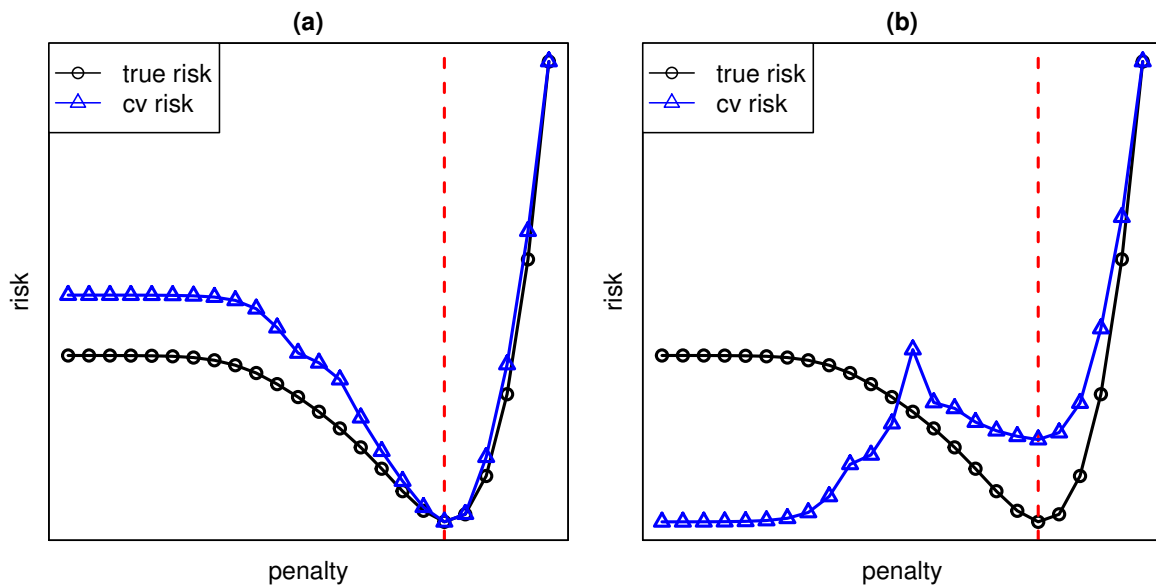 (a)
true risk
cv risk
risk
penalty
(b)
true risk
cv risk
risk
penalty